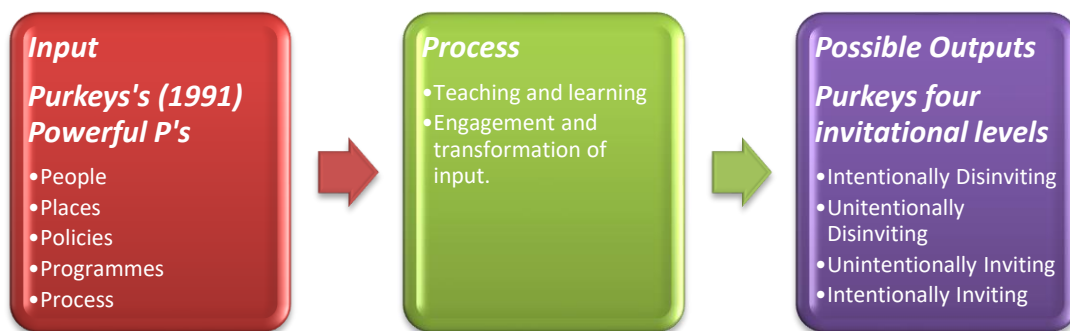 Input
Purkeys's (1991)
Powerful P's
•People
•Places
•Policies
•Programmes
•Process
Process
•Teaching and learning
•Engagement and
transformation of
input.
Possible Outputs
Purkeys four
invitational levels
•Intentionally Disinviting
•Unitentionally
Disinviting
•Unintentionally Inviting
•Intentionally Inviting